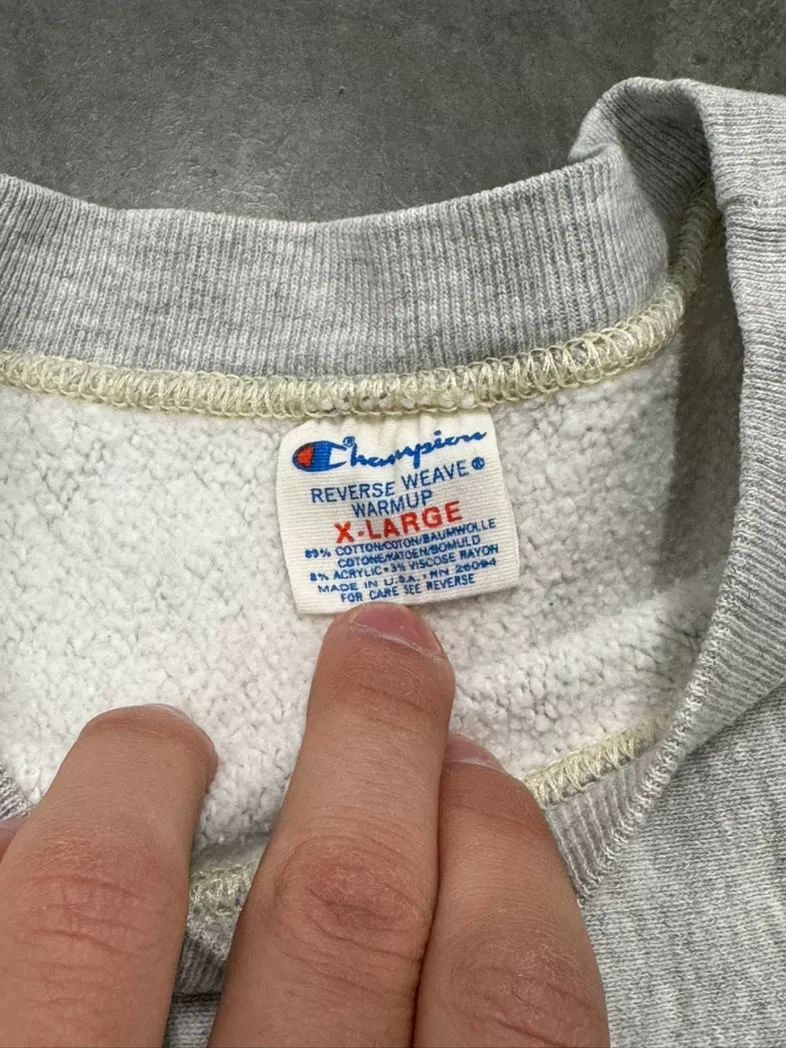 Champion®
REVERSE WEAVE®
WARMUP
X-LARGE
89% COTTON/COTON/BAUMWOLLE
COTONE/KATOEN/BOMULD
8% ACRYLIC • 3% VISCOSE RAYON
MADE IN U.S.A. • RN 26094
FOR CARE SEE REVERSE